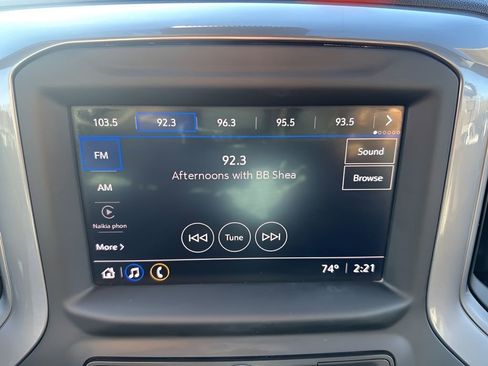 103.5 92.3 96.3 95.5 93.5
FM
92.3
Sound
Afternoons with BB Shea
Browse
AM
Naikia phon
Tune
More
74° 2:21